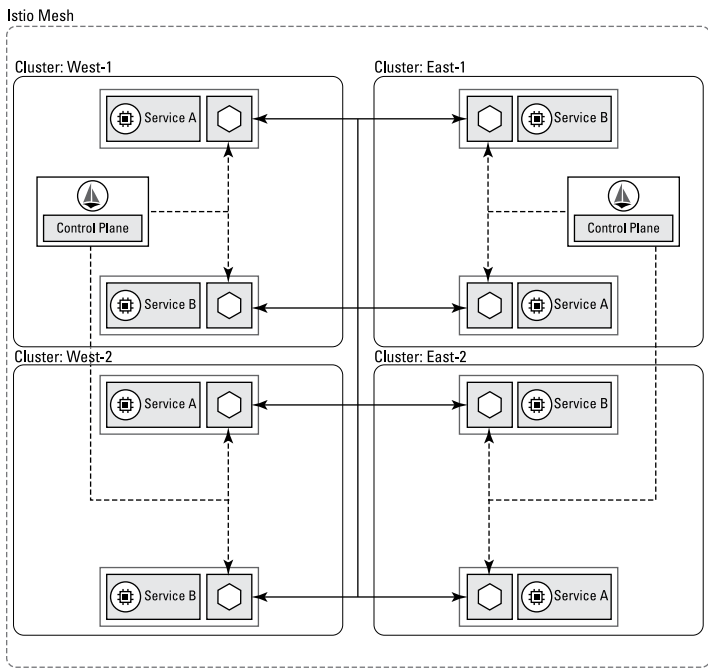 Istio Mesh
Cluster: West-1
Cluster: East-1
Service A
Service B
Control Plane
Control Plane
Service B
Service A
Cluster: West-2
Cluster: East-2
Service A
Service B
Service B
Service A